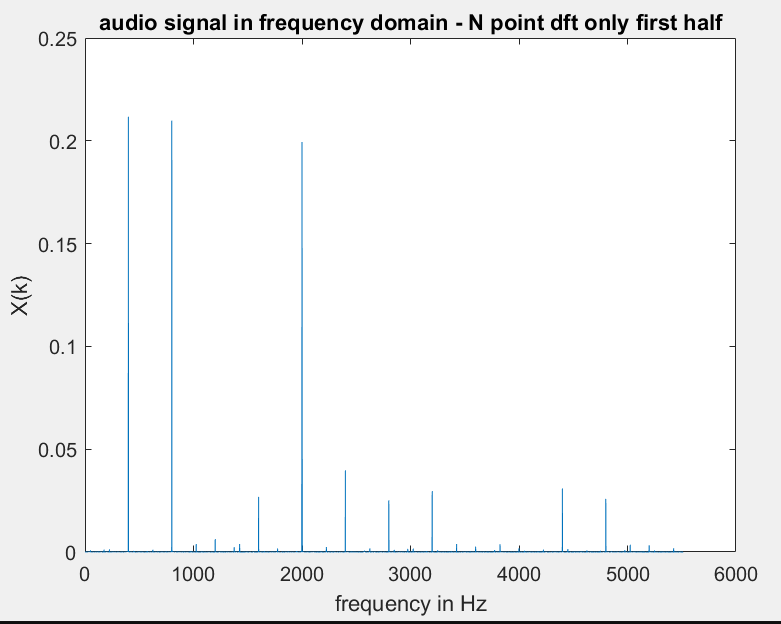 audio signal in frequency domain - N point dft only first half
0.25
0.2
0.15
0.1
0.05
0
X(k)
0 1000 2000 3000 4000 5000 6000
frequency in Hz